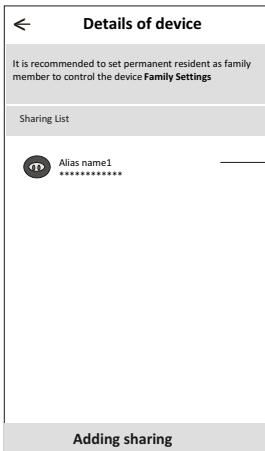 Details of device
It is recommended to set permanent resident as family
member to control the device Family Settings
Sharing List
Alias name1
************
Adding sharing